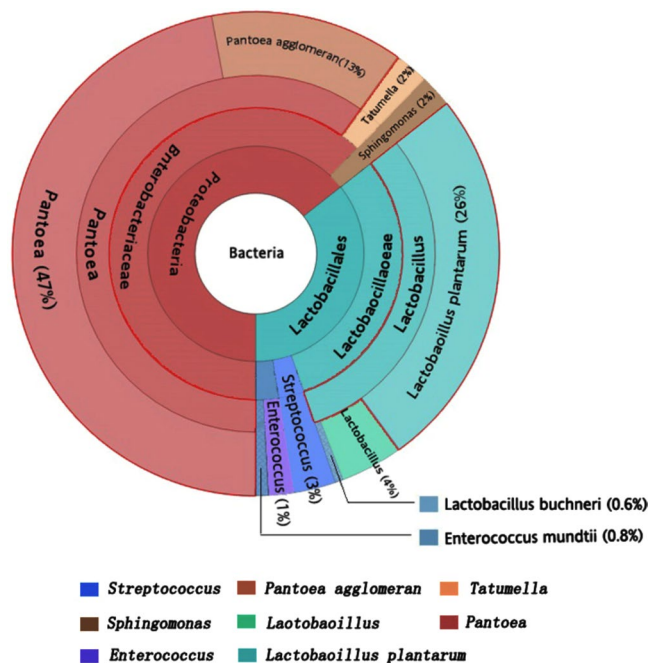 Pantoea agglomeran(13%)
Tatumella (2%)
Sphingomonas (2%)
Pantoea (47%)
Pantoea
Bnterobacteriaceae
Proteobacteria
Bacteria
Lactobacillales
Lactobaocillaoeae
Lactobacillus
Lactobaoillus plantarum (26%)
Enterococcus (1%)
Streptococcus (3%)
Lactobacillus (4%)
Lactobacillus buchneri (0.6%)
Enterococcus mundtii (0.8%)
Streptococcus Pantoea agglomeran Tatumella
Sphingomonas Laotobaoillus Pantoea
Enterococcus Lactobaoillus plantarum